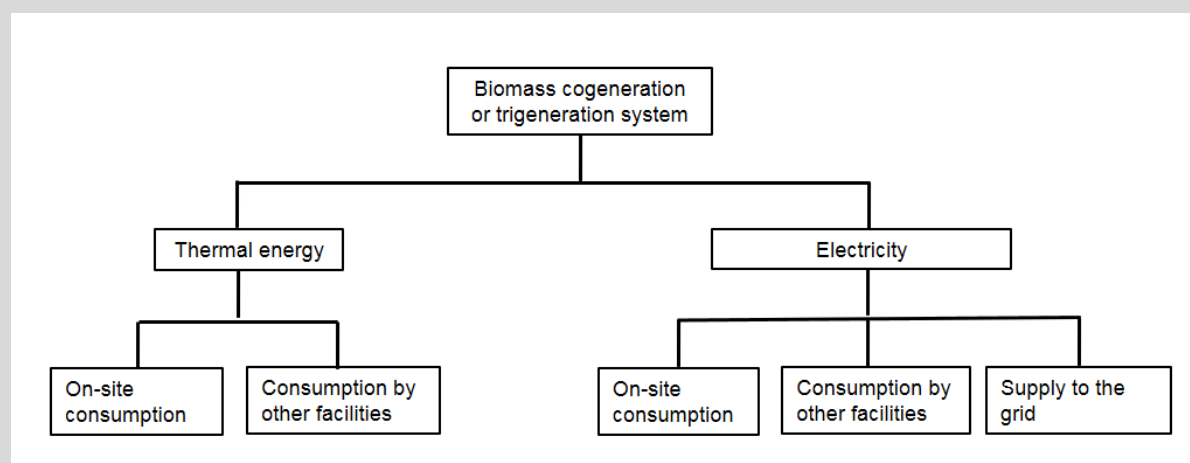 Biomass cogeneration
or trigeneration system
Thermal energy
Electricity
On-site
consumption
Consumption by
other facilities
On-site
consumption
Consumption by
other facilities
Supply to the
grid